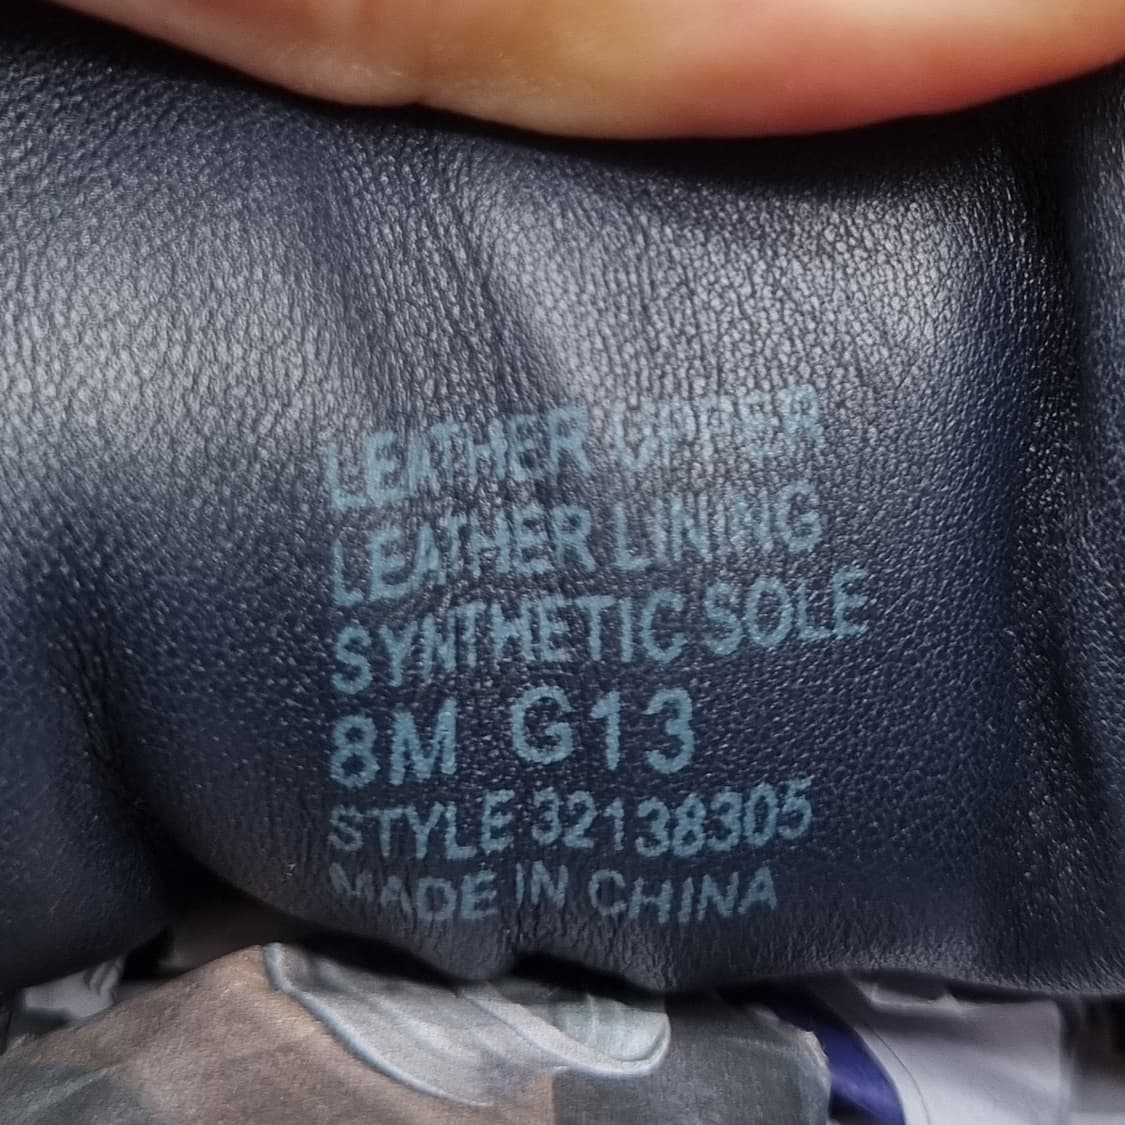 LEATHER UPPER
LEATHER LINING
SYNTHETIC SOLE
8M G13
STYLE 32138305
MADE IN CHINA